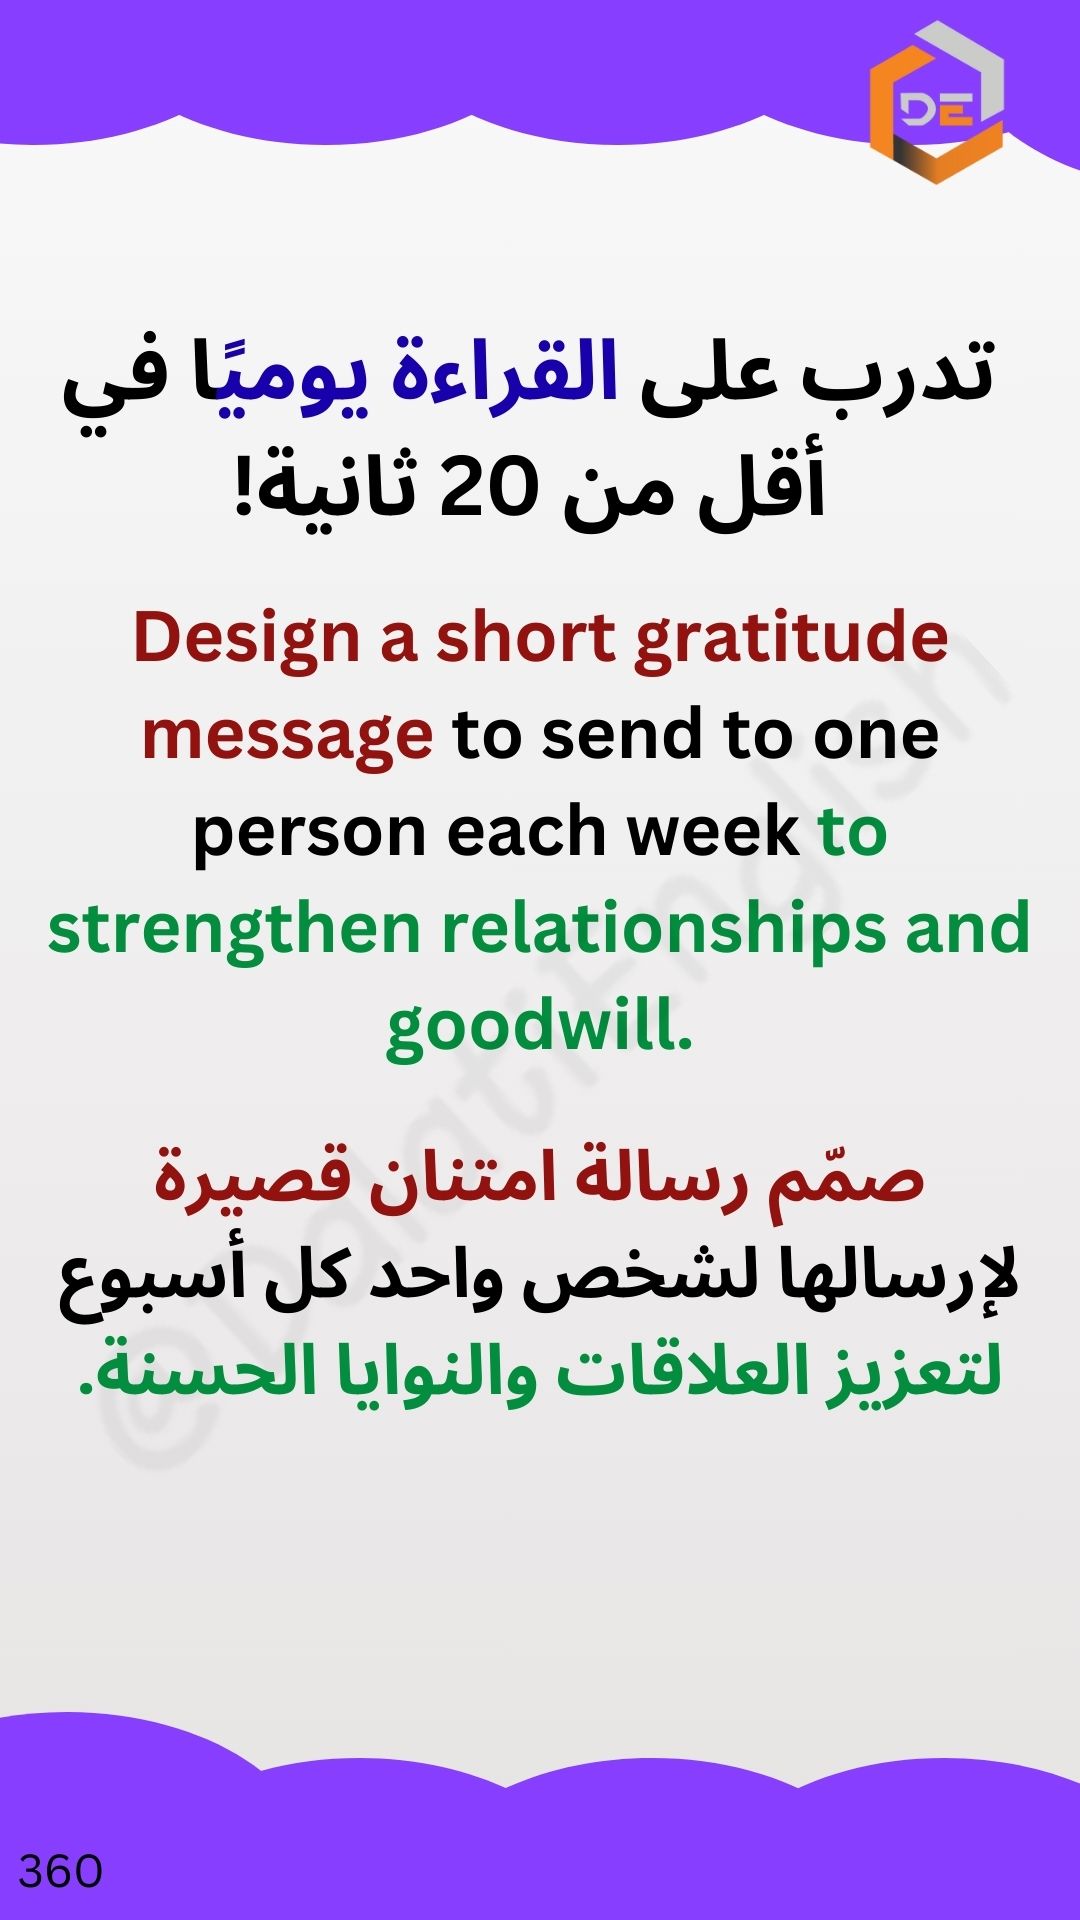 DE
تدرب على القراءة يوميًا في
أقل من 20 ثانية!
Design a short gratitude
message to send to one
person each week to
strengthen relationships and
goodwill.
صمّم رسالة امتنان قصيرة
لإرسالها لشخص واحد كل أسبوع
لتعزيز العلاقات والنوايا الحسنة.
@DalatiEnglish
360